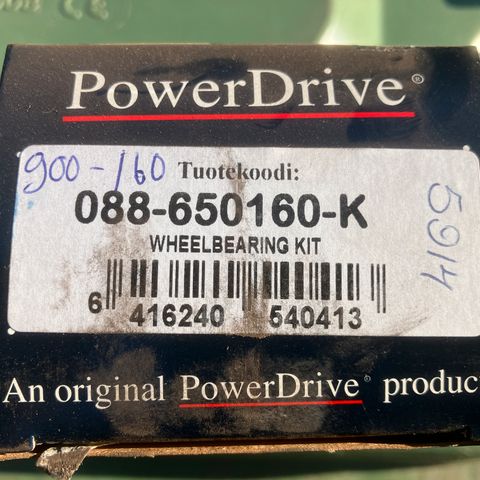 PowerDrive®
900-160 Tuotekoodi:
088-650160-K
WHEELBEARING KIT
6 416240 540413
5914
An original PowerDrive® produc